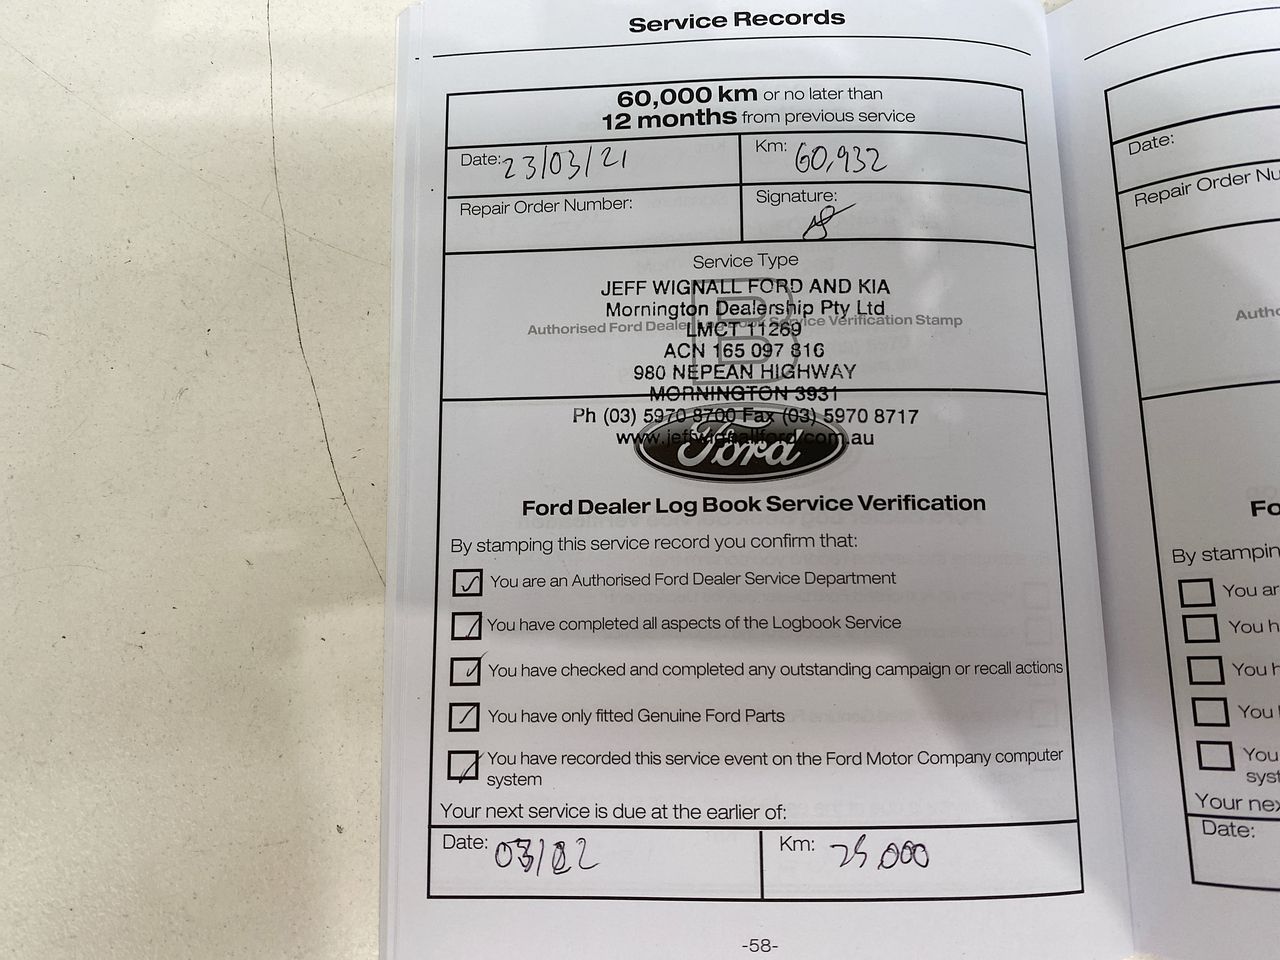 Service Records
60,000 km or no later than
12 months from previous service
Date: 23/03/21
Km: 60,932
Repair Order Number:
Signature:
Service Type
JEFF WIGNALL FORD AND KIA
Mornington Dealership Pty Ltd
B
Authorised Ford Dealer Log Book Service Verification Stamp
LMCT 11269
ACN 165 097 816
980 NEPEAN HIGHWAY
MORNINGTON 3931
Ph (03) 5970 8700 Fax (03) 5970 8717
www.jeffwignallford.com.au
Ford
Ford Dealer Log Book Service Verification
By stamping this service record you confirm that:
You are an Authorised Ford Dealer Service Department
You have completed all aspects of the Logbook Service
You have checked and completed any outstanding campaign or recall actions
You have only fitted Genuine Ford Parts
You have recorded this service event on the Ford Motor Company computer
system
Your next service is due at the earlier of:
Date:
Km:
-58-
Date:
Repair Order Nu
Autho
Fo
By stampin
You ar
You h
You h
You
You
syst
Your nex
Date: